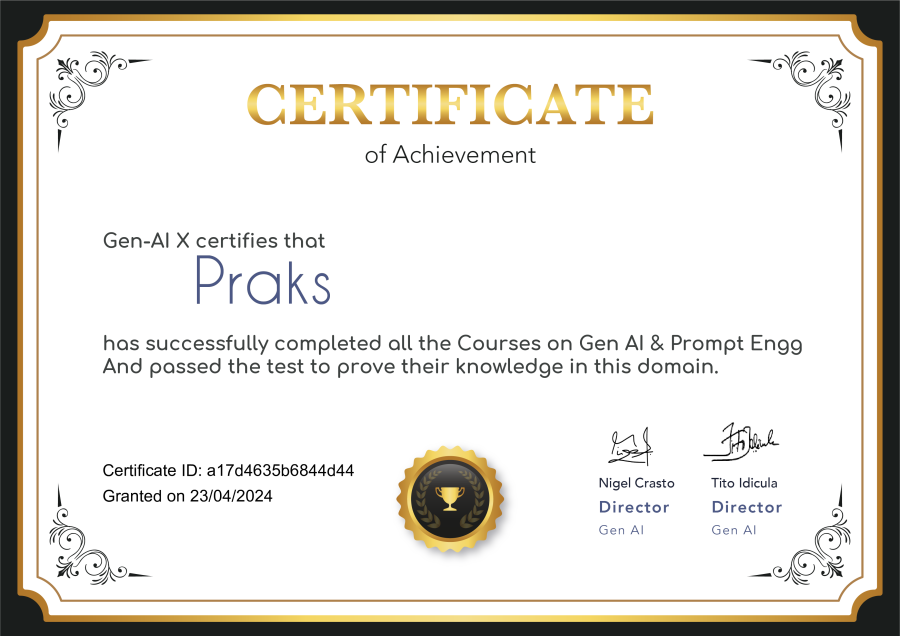 CERTIFICATE
of Achievement
Gen-AI X certifies that
Praks
has successfully completed all the Courses on Gen AI & Prompt Engg
And passed the test to prove their knowledge in this domain.
Certificate ID: a17d4635b6844d44
Granted on 23/04/2024
Nigel Crasto
Director
Gen AI
Tito Idicula
Director
Gen AI